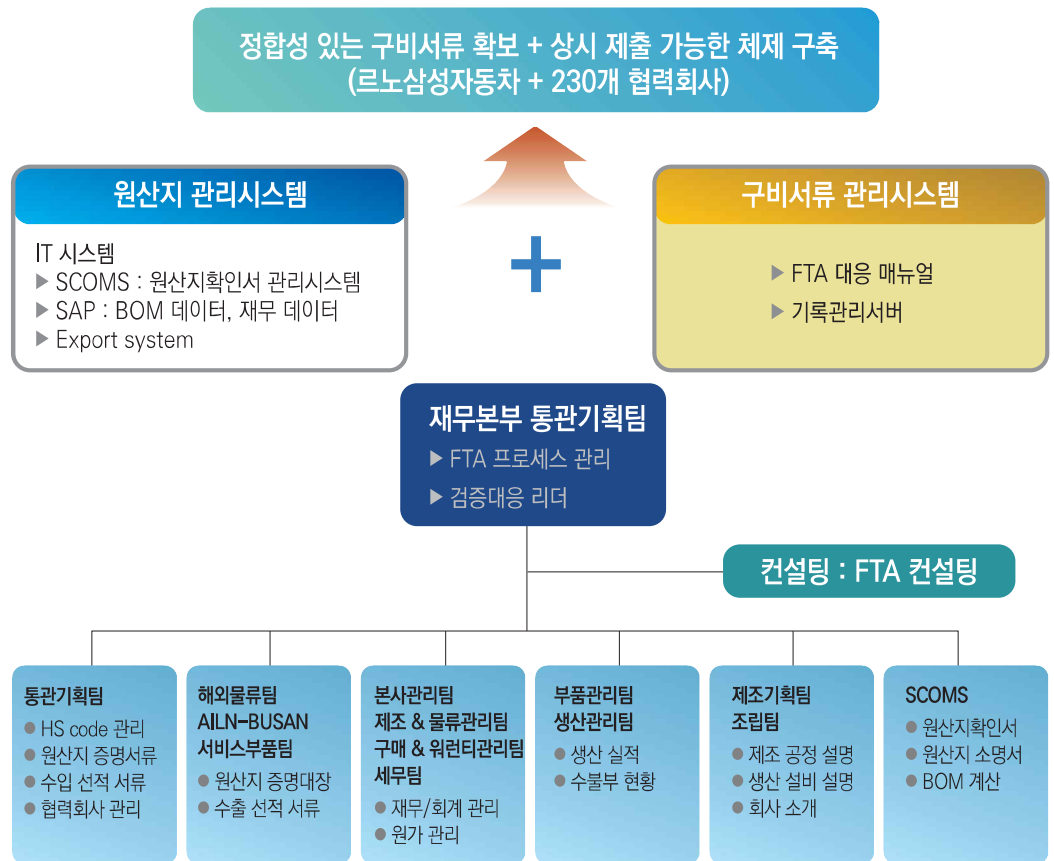 정합성 있는 구비서류 확보 + 상시 제출 가능한 체제 구축
(르노삼성자동차 + 230개 협력회사)
원산지 관리시스템
IT 시스템
▶ SCOMS : 원산지확인서 관리시스템
▶ SAP : BOM 데이터, 재무 데이터
▶ Export system
+
구비서류 관리시스템
▶ FTA 대응 매뉴얼
▶ 기록관리서버
재무본부 통관기획팀
▶ FTA 프로세스 관리
▶ 검증대응 리더
컨설팅 : FTA 컨설팅
통관기획팀
● HS code 관리
● 원산지 증명서류
● 수입 선적 서류
● 협력회사 관리
해외물류팀
AILN-BUSAN
서비스부품팀
● 원산지 증명대장
● 수출 선적 서류
본사관리팀
제조 & 물류관리팀
구매 & 워런티관리팀
세무팀
● 재무/회계 관리
● 원가 관리
부품관리팀
생산관리팀
● 생산 실적
● 수불부 현황
제조기획팀
조립팀
● 제조 공정 설명
● 생산 설비 설명
● 회사 소개
SCOMS
● 원산지확인서
● 원산지 소명서
● BOM 계산